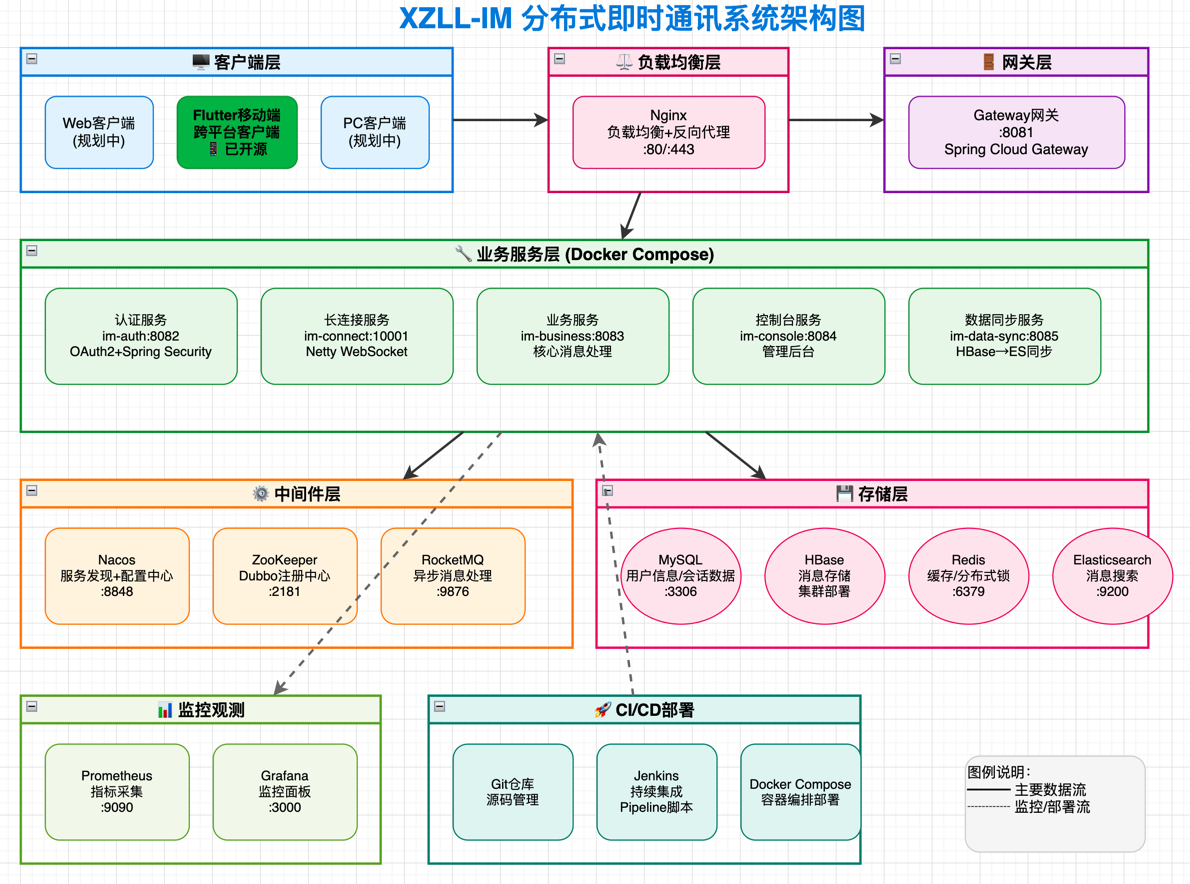 XZLL-IM 分布式即时通讯系统架构图
客户端层
Web客户端
(规划中)
Flutter移动端
跨平台客户端
已开源
PC客户端
(规划中)
负载均衡层
Nginx
负载均衡+反向代理
:80/:443
网关层
Gateway网关
:8081
Spring Cloud Gateway
业务服务层 (Docker Compose)
认证服务
im-auth:8082
OAuth2+Spring Security
长连接服务
im-connect:10001
Netty WebSocket
业务服务
im-business:8083
核心消息处理
控制台服务
im-console:8084
管理后台
数据同步服务
im-data-sync:8085
HBase→ES同步
中间件层
Nacos
服务发现+配置中心
:8848
ZooKeeper
Dubbo注册中心
:2181
RocketMQ
异步消息处理
:9876
存储层
MySQL
用户信息/会话数据
:3306
HBase
消息存储
集群部署
Redis
缓存/分布式锁
:6379
Elasticsearch
消息搜索
:9200
监控观测
Prometheus
指标采集
:9090
Grafana
监控面板
:3000
CI/CD部署
Git仓库
源码管理
Jenkins
持续集成
Pipeline脚本
Docker Compose
容器编排部署
图例说明：
主要数据流
监控/部署流